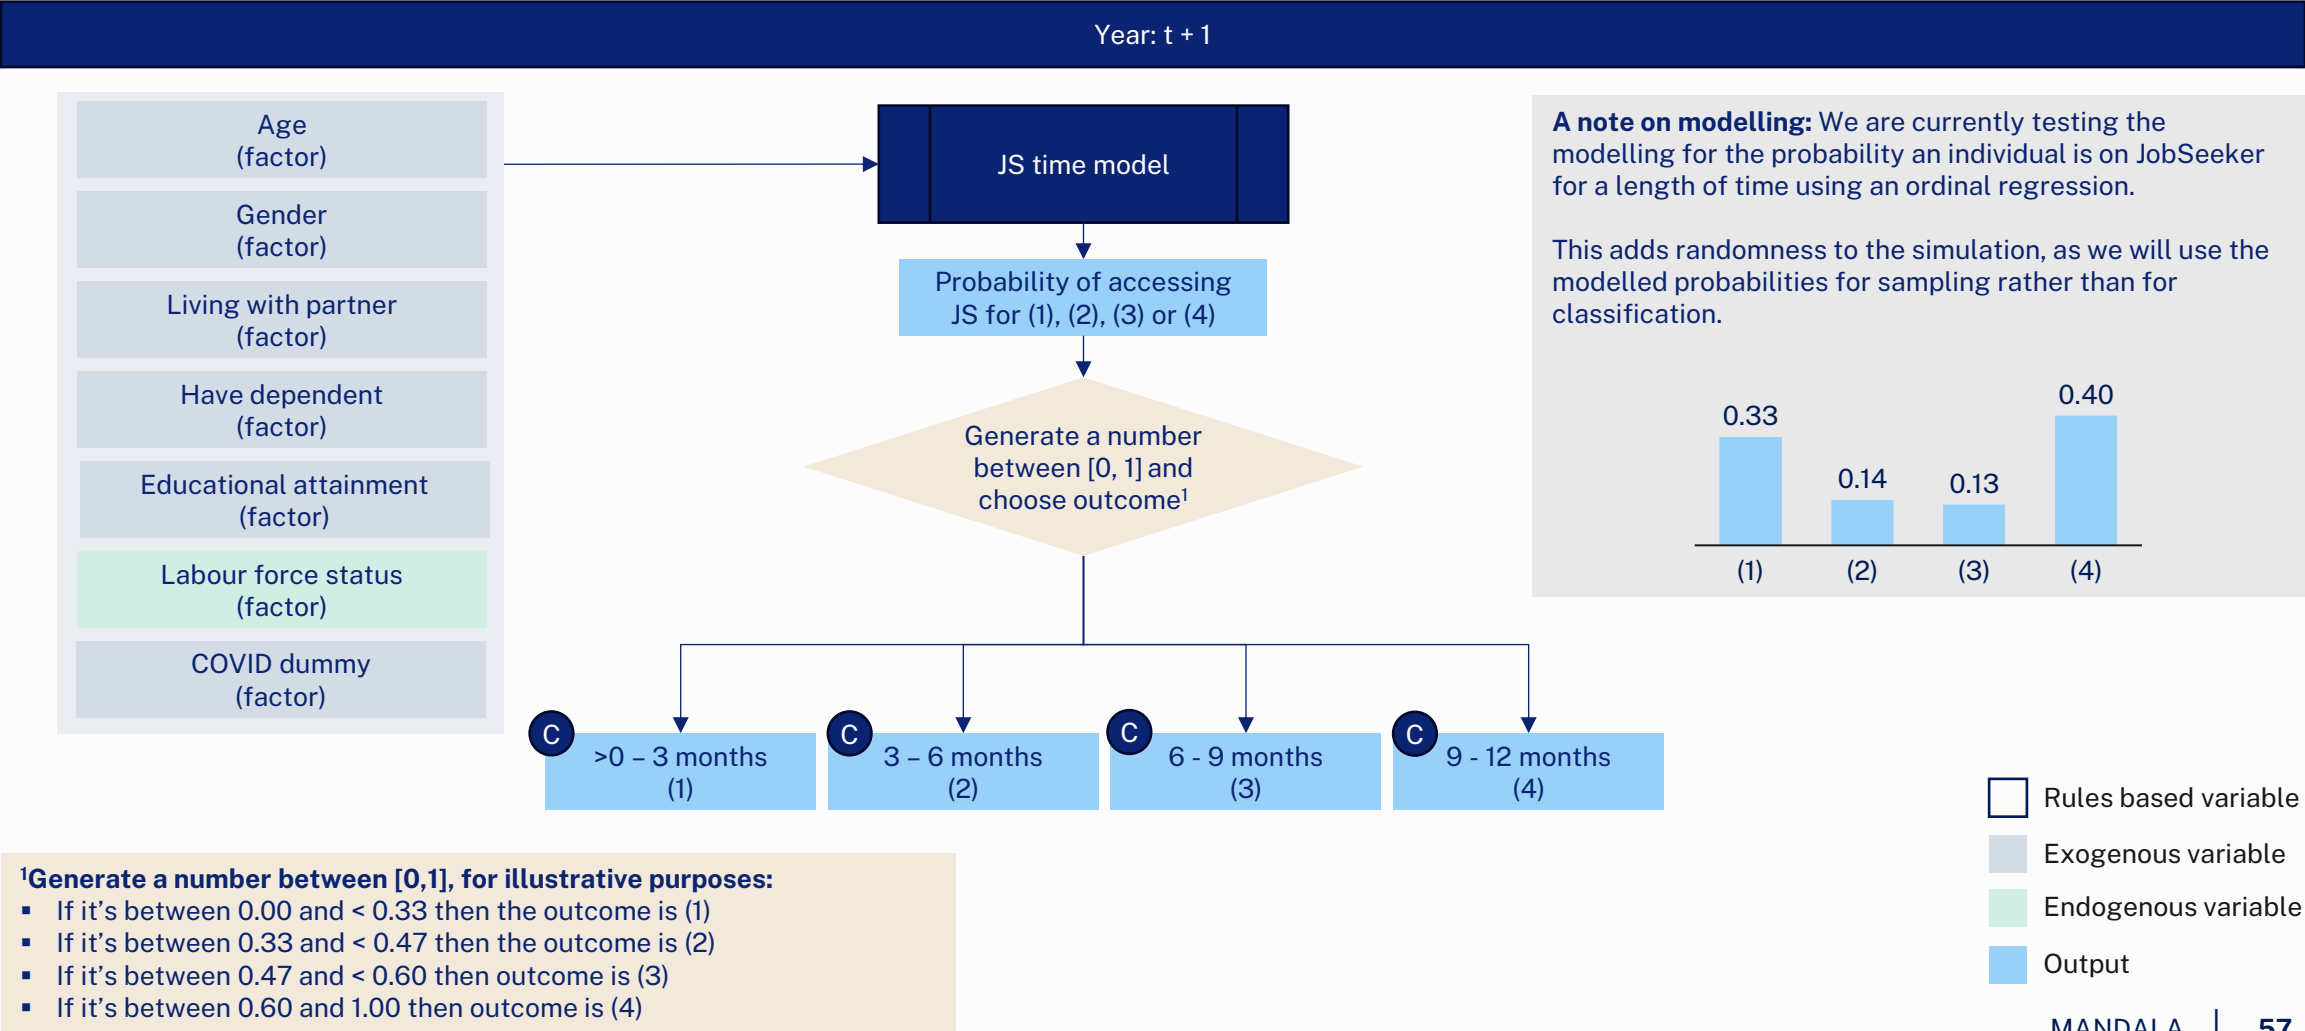 Year: t + 1
Age
(factor)
Gender
(factor)
Living with partner
(factor)
Have dependent
(factor)
Educational attainment
(factor)
Labour force status
(factor)
COVID dummy
(factor)
JS time model
Probability of accessing
JS for (1), (2), (3) or (4)
Generate a number
between [0, 1] and
choose outcome¹
C
>0 – 3 months
(1)
C
3 – 6 months
(2)
C
6 - 9 months
(3)
C
9 - 12 months
(4)
A note on modelling: We are currently testing the
modelling for the probability an individual is on JobSeeker
for a length of time using an ordinal regression.
This adds randomness to the simulation, as we will use the
modelled probabilities for sampling rather than for
classification.
0.33
0.14
0.13
0.40
(1)
(2)
(3)
(4)
¹Generate a number between [0,1], for illustrative purposes:
▪ If it’s between 0.00 and < 0.33 then the outcome is (1)
▪ If it’s between 0.33 and < 0.47 then the outcome is (2)
▪ If it’s between 0.47 and < 0.60 then outcome is (3)
▪ If it’s between 0.60 and 1.00 then outcome is (4)
Rules based variable
Exogenous variable
Endogenous variable
Output
MANDALA | 57